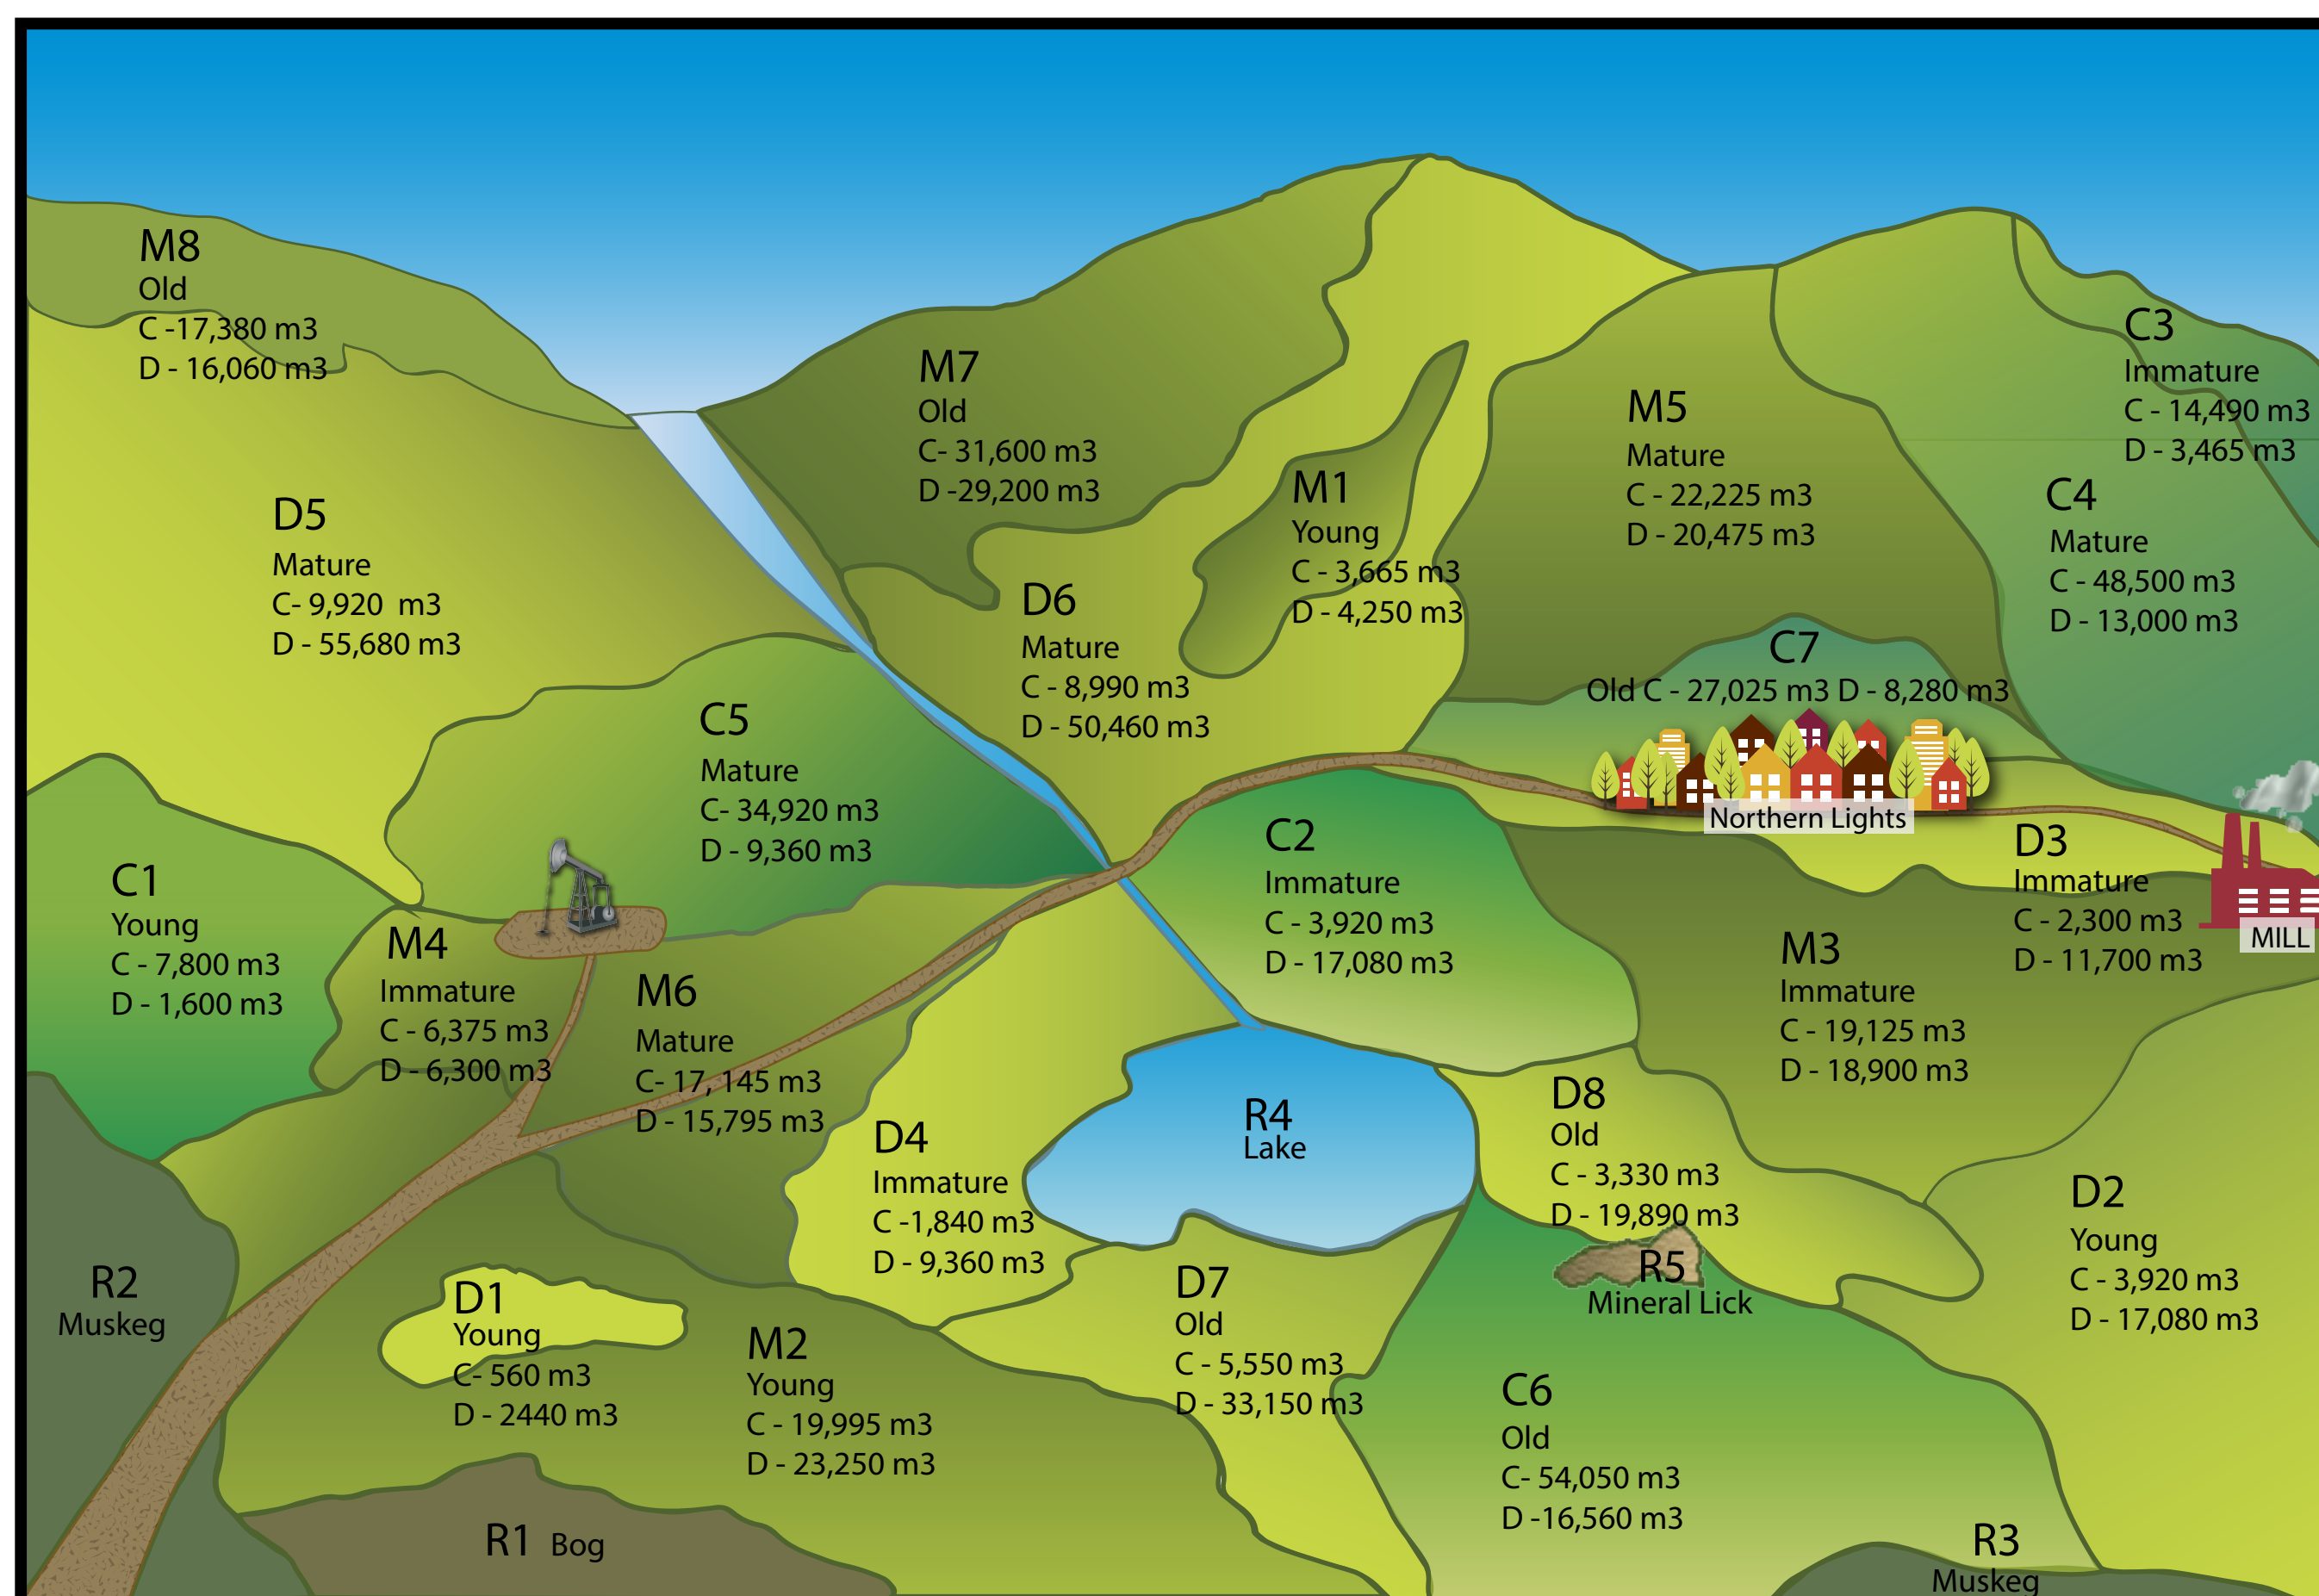 M8
Old
C -17,380 m3
D - 16,060 m3
M7
Old
C- 31,600 m3
D -29,200 m3
C3
Immature
C - 14,490 m3
D - 3,465 m3
M5
Mature
C - 22,225 m3
D - 20,475 m3
M1
Young
C - 3,665 m3
D - 4,250 m3
C4
Mature
C - 48,500 m3
D - 13,000 m3
D5
Mature
C- 9,920 m3
D - 55,680 m3
D6
Mature
C - 8,990 m3
D - 50,460 m3
C7
Old C - 27,025 m3 D - 8,280 m3
C5
Mature
C- 34,920 m3
D - 9,360 m3
Northern Lights
C2
Immature
C - 3,920 m3
D - 17,080 m3
D3
Immature
C - 2,300 m3
D - 11,700 m3
MILL
C1
Young
C - 7,800 m3
D - 1,600 m3
M4
Immature
C - 6,375 m3
D - 6,300 m3
M6
Mature
C- 17, 145 m3
D - 15,795 m3
M3
Immature
C - 19,125 m3
D - 18,900 m3
D4
Immature
C -1,840 m3
D - 9,360 m3
R4
Lake
D8
Old
C - 3,330 m3
D - 19,890 m3
R5
Mineral Lick
D2
Young
C - 3,920 m3
D - 17,080 m3
R2
Muskeg
D1
Young
C- 560 m3
D - 2440 m3
M2
Young
C - 19,995 m3
D - 23,250 m3
D7
Old
C - 5,550 m3
D - 33,150 m3
C6
Old
C- 54,050 m3
D -16,560 m3
R1 Bog
R3
Muskeg